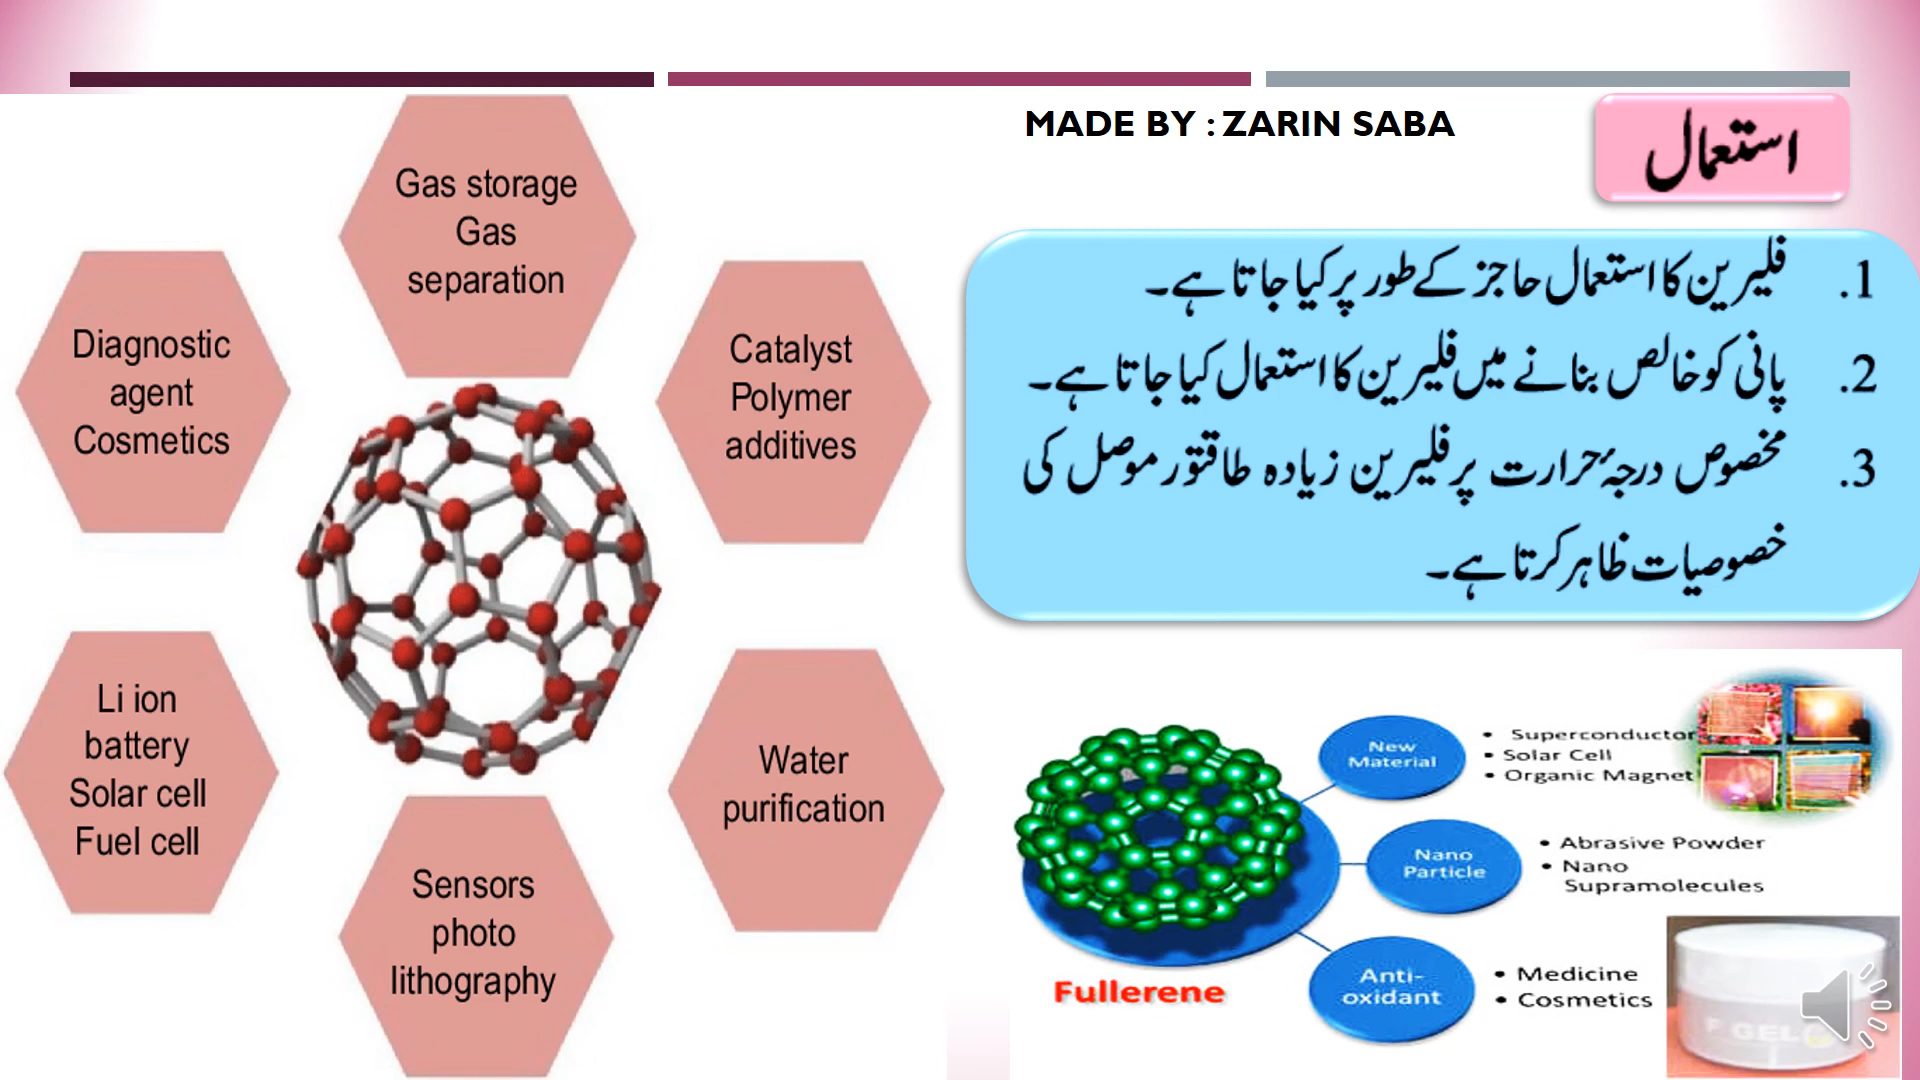 MADE BY : ZARIN SABA
استعمال
1. فلیرین کا استعمال حاجز کے طور پر کیا جاتا ہے۔
2. پانی کو خالص بنانے میں فلیرین کا استعمال کیا جاتا ہے۔
3. مخصوص درجۂ حرارت پر فلیرین زیادہ طاقتور موصل کی
خصوصیات ظاہر کرتا ہے۔
Gas storage
Gas
separation
Diagnostic
agent
Cosmetics
Catalyst
Polymer
additives
Li ion
battery
Solar cell
Fuel cell
Water
purification
Sensors
photo
lithography
New
Material
• Superconductor
• Solar Cell
• Organic Magnet
Nano
Particle
• Abrasive Powder
• Nano
Supramolecules
Anti-
oxidant
• Medicine
• Cosmetics
Fullerene
F GEL